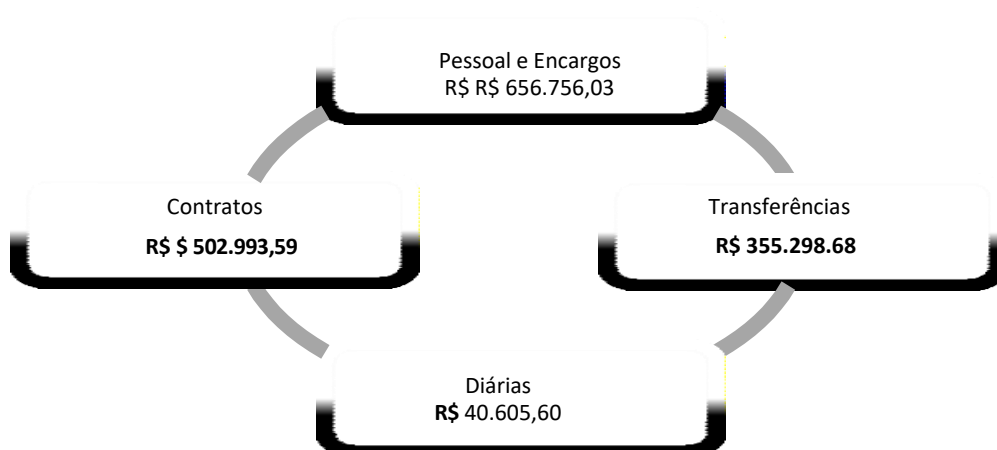 Pessoal e Encargos
R$ R$ 656.756,03
Contratos
R$ $ 502.993,59
Transferências
R$ 355.298.68
Diárias
R$ 40.605,60